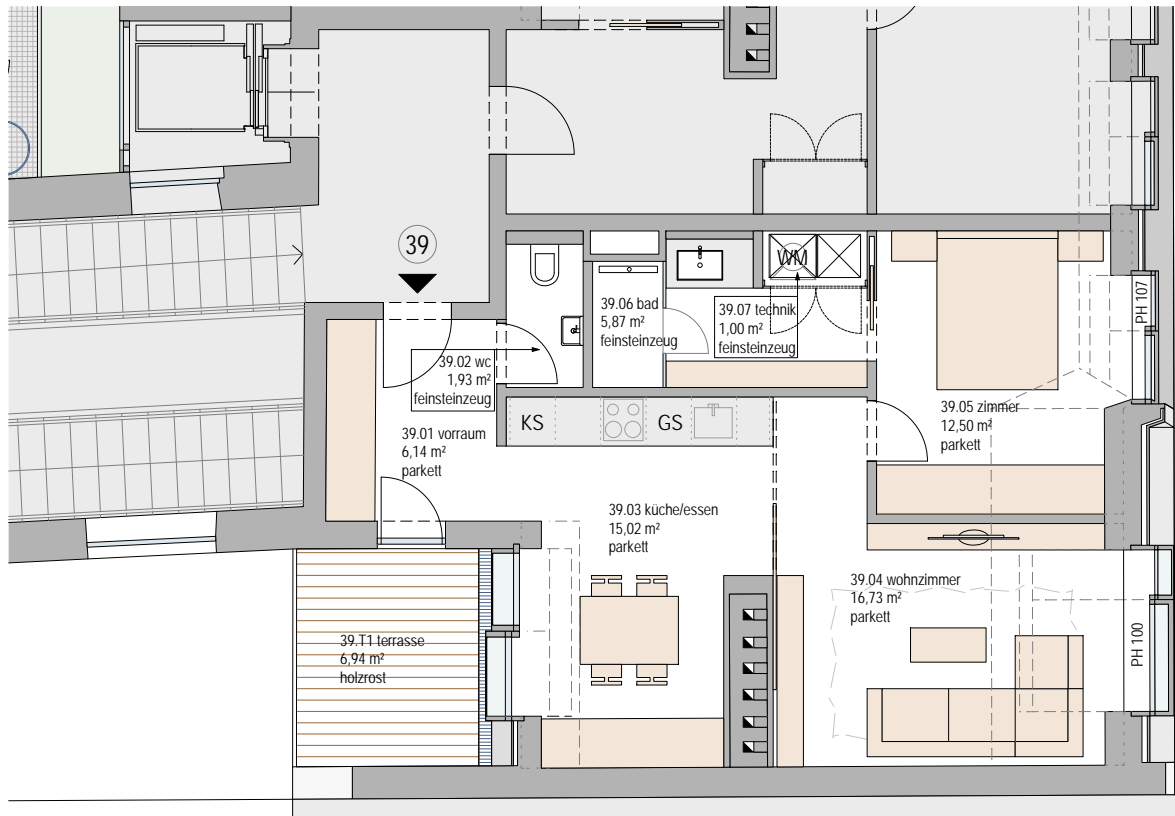 39
WM
39.06 bad
5,87 m²
feinsteinzeug
39.07 technik
1,00 m²
feinsteinzeug
PH 107
39.02 wc
1,93 m²
feinsteinzeug
39.05 zimmer
12,50 m²
parkett
KS
GS
39.01 vorraum
6,14 m²
parkett
39.03 küche/essen
15,02 m²
parkett
39.04 wohnzimmer
16,73 m²
parkett
39.T1 terrasse
6,94 m²
holzrost
PH 100